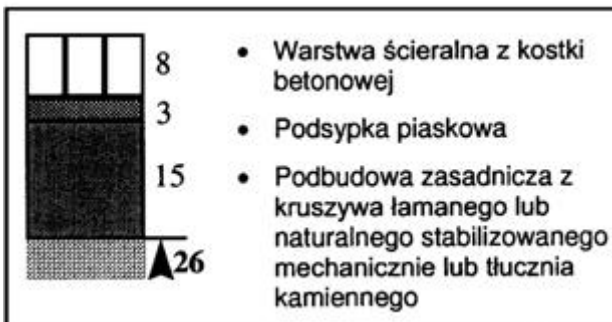 8
3
15
26
• Warstwa ścieralna z kostki
betonowej
• Podsypka piaskowa
• Podbudowa zasadnicza z
kruszywa łamanego lub
naturalnego stabilizowanego
mechanicznie lub tłucznia
kamiennego